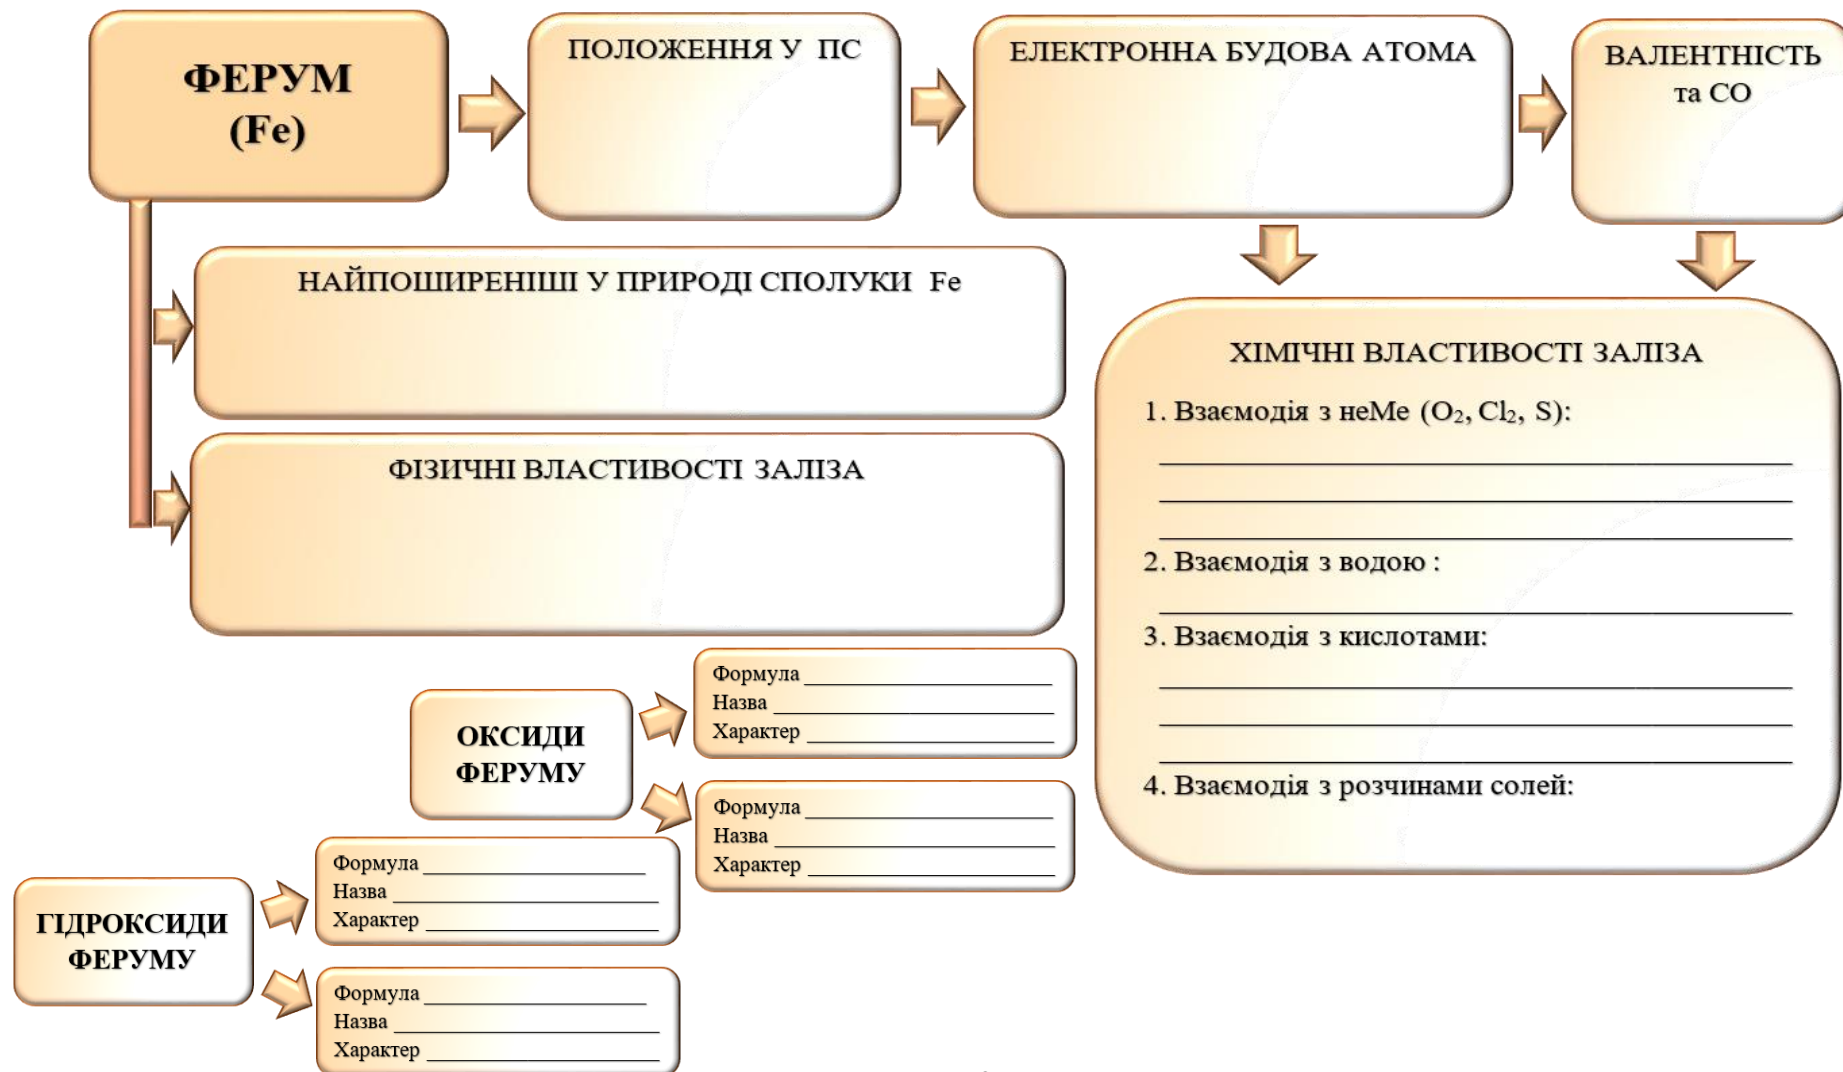 ФЕРУМ
(Fe)
ПОЛОЖЕННЯ У ПС
ЕЛЕКТРОННА БУДОВА АТОМА
ВАЛЕНТНІСТЬ
та СО
НАЙПОШИРЕНІШІ У ПРИРОДІ СПОЛУКИ Fe
ФІЗИЧНІ ВЛАСТИВОСТІ ЗАЛІЗА
ХІМІЧНІ ВЛАСТИВОСТІ ЗАЛІЗА
1. Взаємодія з неМе (O₂, Cl₂, S):
2. Взаємодія з водою :
3. Взаємодія з кислотами:
4. Взаємодія з розчинами солей:
ОКСИДИ
ФЕРУМУ
Формула
Назва
Характер
Формула
Назва
Характер
ГІДРОКСИДИ
ФЕРУМУ
Формула
Назва
Характер
Формула
Назва
Характер